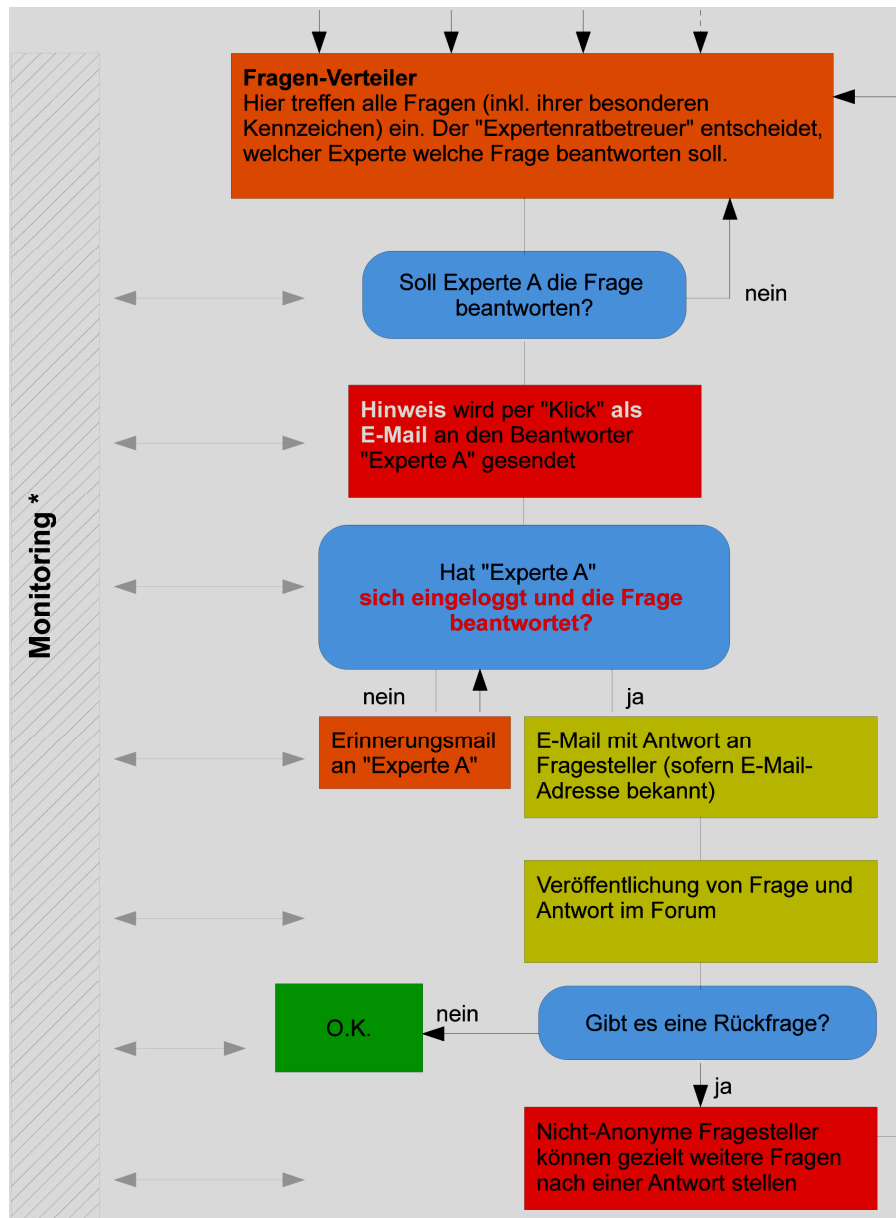 Fragen-Verteiler
Hier treffen alle Fragen (inkl. ihrer besonderen
Kennzeichen) ein. Der "Expertenratbetreuer" entscheidet,
welcher Experte welche Frage beantworten soll.
Soll Experte A die Frage
beantworten?
nein
Hinweis wird per "Klick" als
E-Mail an den Beantworter
"Experte A" gesendet
Monitoring *
Hat "Experte A"
sich eingeloggt und die Frage
beantwortet?
nein
ja
Erinnerungsmail
an "Experte A"
E-Mail mit Antwort an
Fragesteller (sofern E-Mail-
Adresse bekannt)
Veröffentlichung von Frage und
Antwort im Forum
O.K.
nein
Gibt es eine Rückfrage?
ja
Nicht-Anonyme Fragesteller
können gezielt weitere Fragen
nach einer Antwort stellen